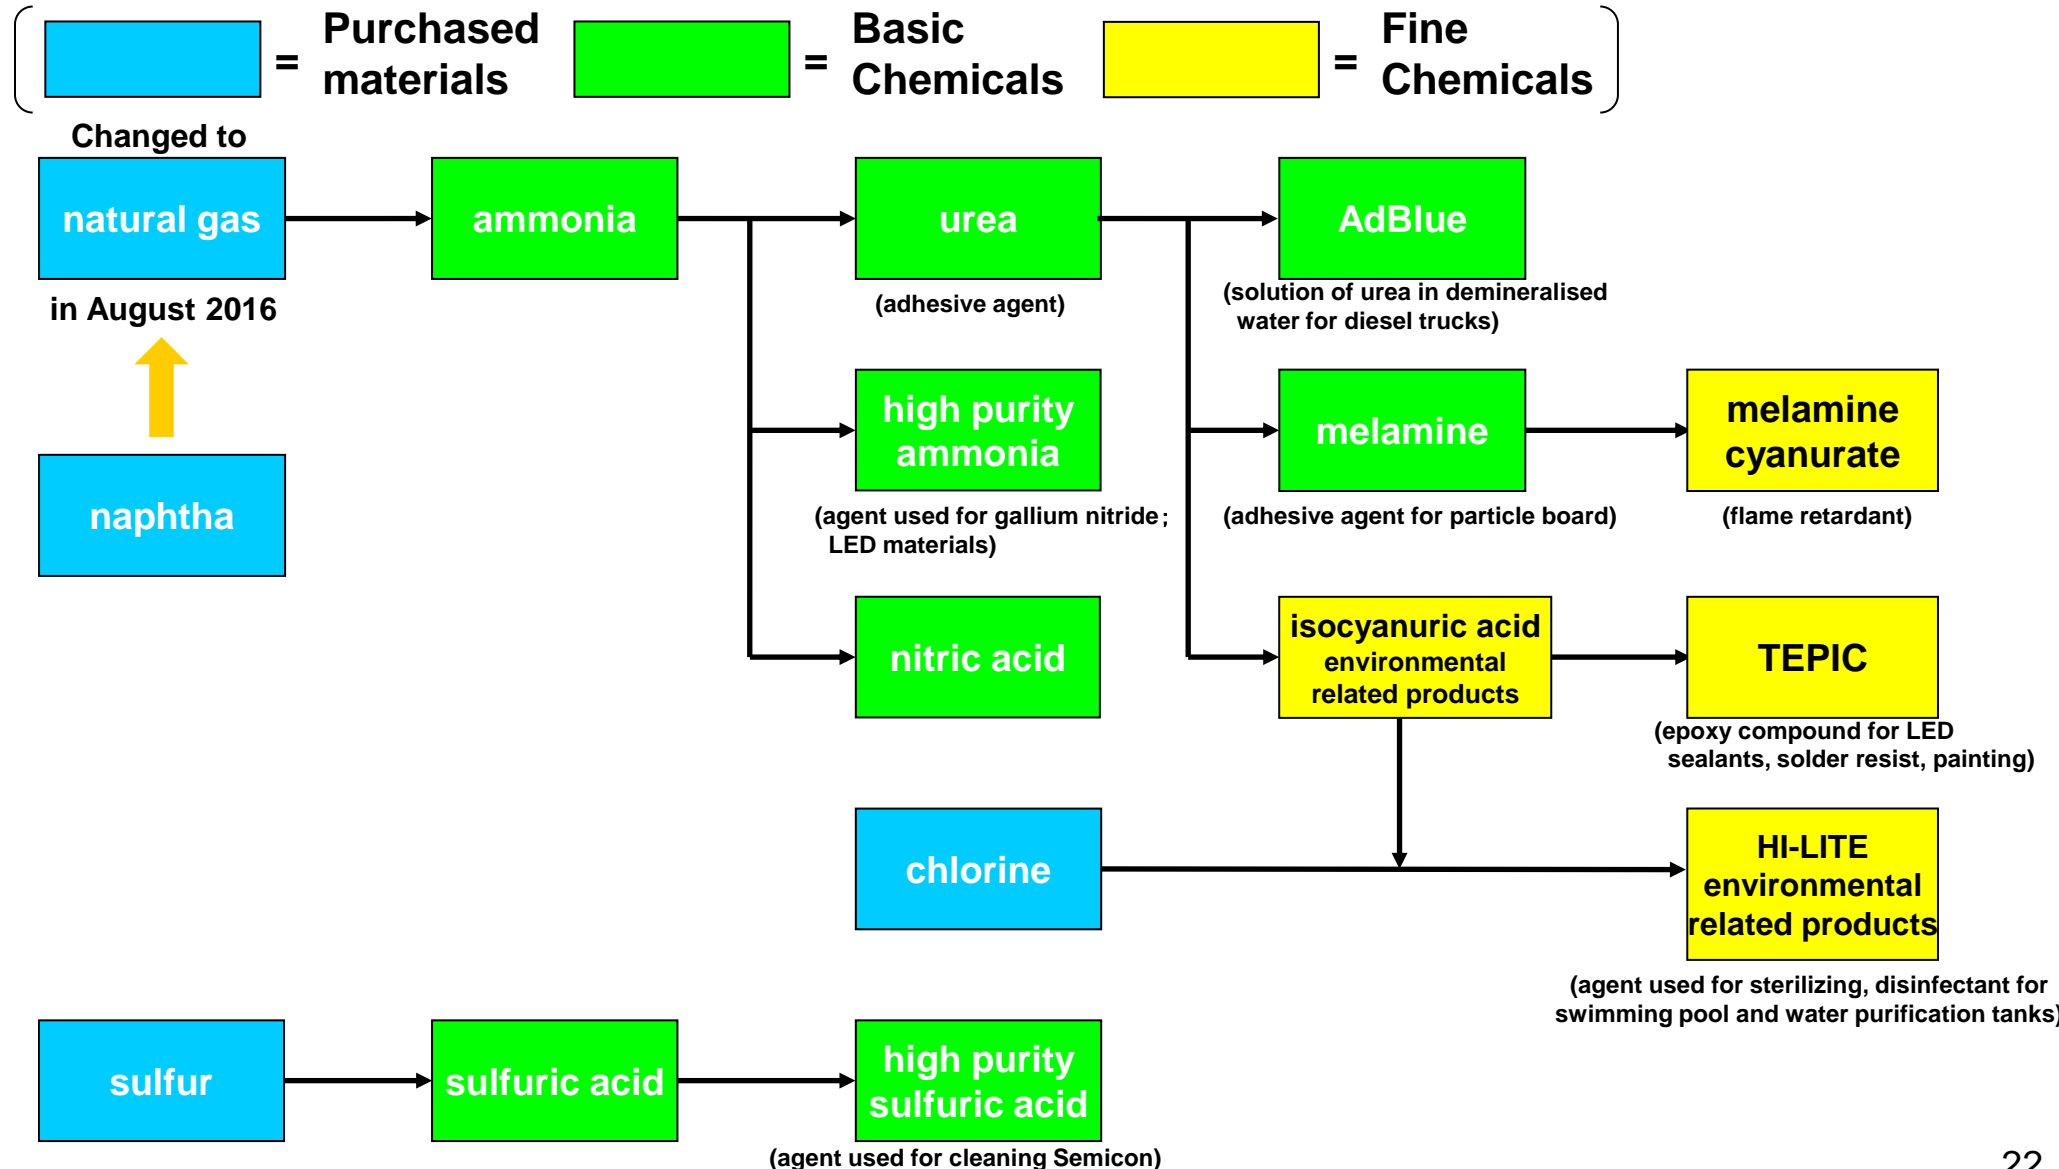 =
Purchased
materials
=
Basic
Chemicals
=
Fine
Chemicals
Changed to
natural gas
in August 2016
naphtha
ammonia
urea
(adhesive agent)
AdBlue
(solution of urea in demineralised
water for diesel trucks)
high purity
ammonia
(agent used for gallium nitride;
LED materials)
melamine
(adhesive agent for particle board)
melamine
cyanurate
(flame retardant)
nitric acid
isocyanuric acid
environmental
related products
TEPIC
(epoxy compound for LED
sealants, solder resist, painting)
chlorine
HI-LITE
environmental
related products
(agent used for sterilizing, disinfectant for
swimming pool and water purification tanks)
sulfur
sulfuric acid
high purity
sulfuric acid
(agent used for cleaning Semicon)
22